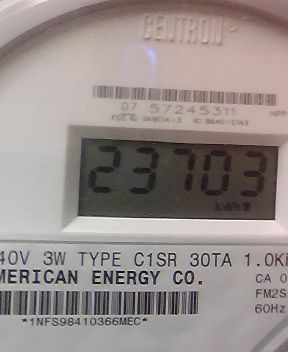 CENTRON®
07 57245311
23703
kWh
40V 3W TYPE C1SR 30TA 1.0K
MERICAN ENERGY CO.
CA 0
FM2S
60Hz
*1NFS98410366MEC*